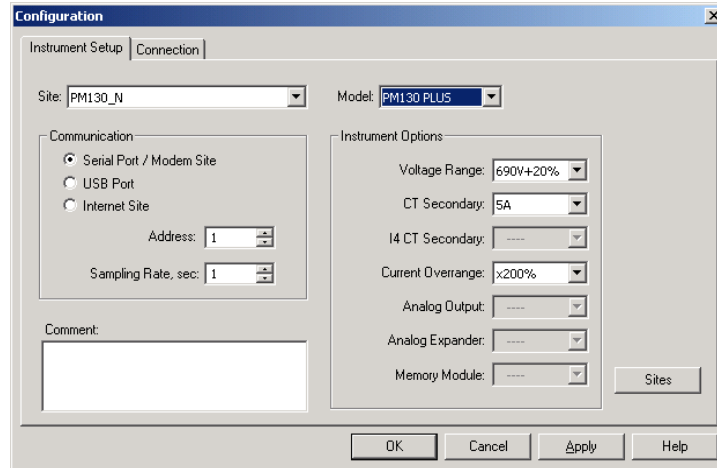 Configuration
Instrument Setup
Connection
Site: PM130_N
Model: PM130 PLUS
Communication
Serial Port / Modem Site
USB Port
Internet Site
Address: 1
Sampling Rate, sec: 1
Comment:
Instrument Options
Voltage Range: 690V+20%
CT Secondary: 5A
I4 CT Secondary: ----
Current Overrange: x200%
Analog Output: ----
Analog Expander: ----
Memory Module: ----
Sites
OK
Cancel
Apply
Help